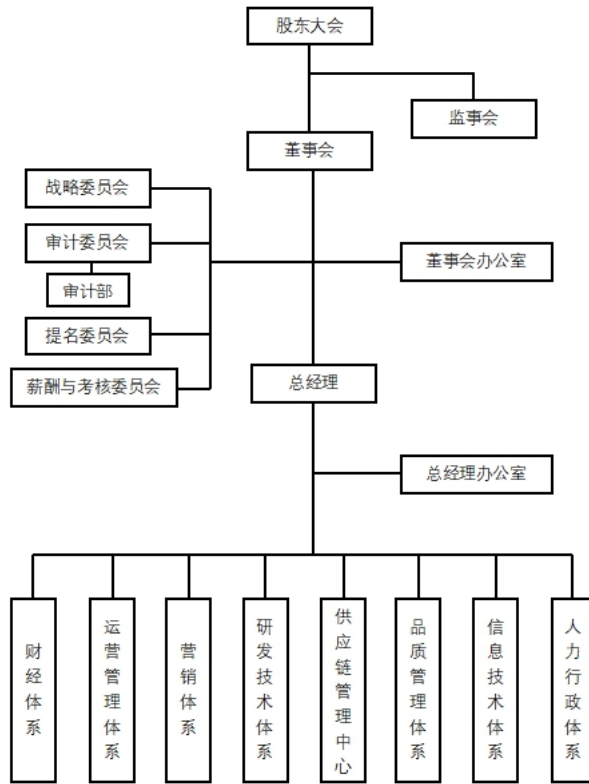 股东大会
监事会
董事会
战略委员会
审计委员会
董事会办公室
审计部
提名委员会
总经理
薪酬与考核委员会
总经理办公室
财经体系
运营管理体系
营销体系
研发技术体系
供应链管理中心
品质管理体系
信息技术体系
人力行政体系